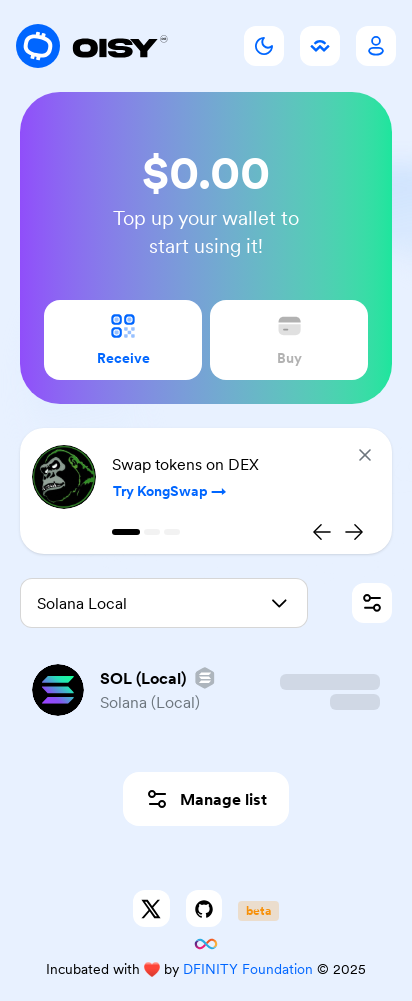 OISY
$0.00
Top up your wallet to
start using it!
Receive
Buy
Swap tokens on DEX
Try KongSwap →
Solana Local
SOL (Local)
Solana (Local)
Manage list
beta
Incubated with ❤️ by DFINITY Foundation © 2025